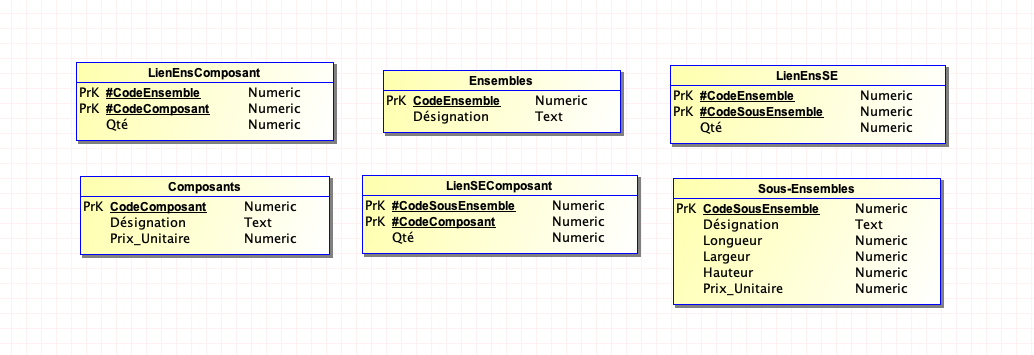 LienEnsComposant
PrK #CodeEnsemble Numeric
PrK #CodeComposant Numeric
Qté Numeric
Ensembles
PrK CodeEnsemble Numeric
Désignation Text
LienEnsSE
PrK #CodeEnsemble Numeric
PrK #CodeSousEnsemble Numeric
Qté Numeric
Composants
PrK CodeComposant Numeric
Désignation Text
Prix_Unitaire Numeric
LienSEComposant
PrK #CodeSousEnsemble Numeric
PrK #CodeComposant Numeric
Qté Numeric
Sous-Ensembles
PrK CodeSousEnsemble Numeric
Désignation Text
Longueur Numeric
Largeur Numeric
Hauteur Numeric
Prix_Unitaire Numeric